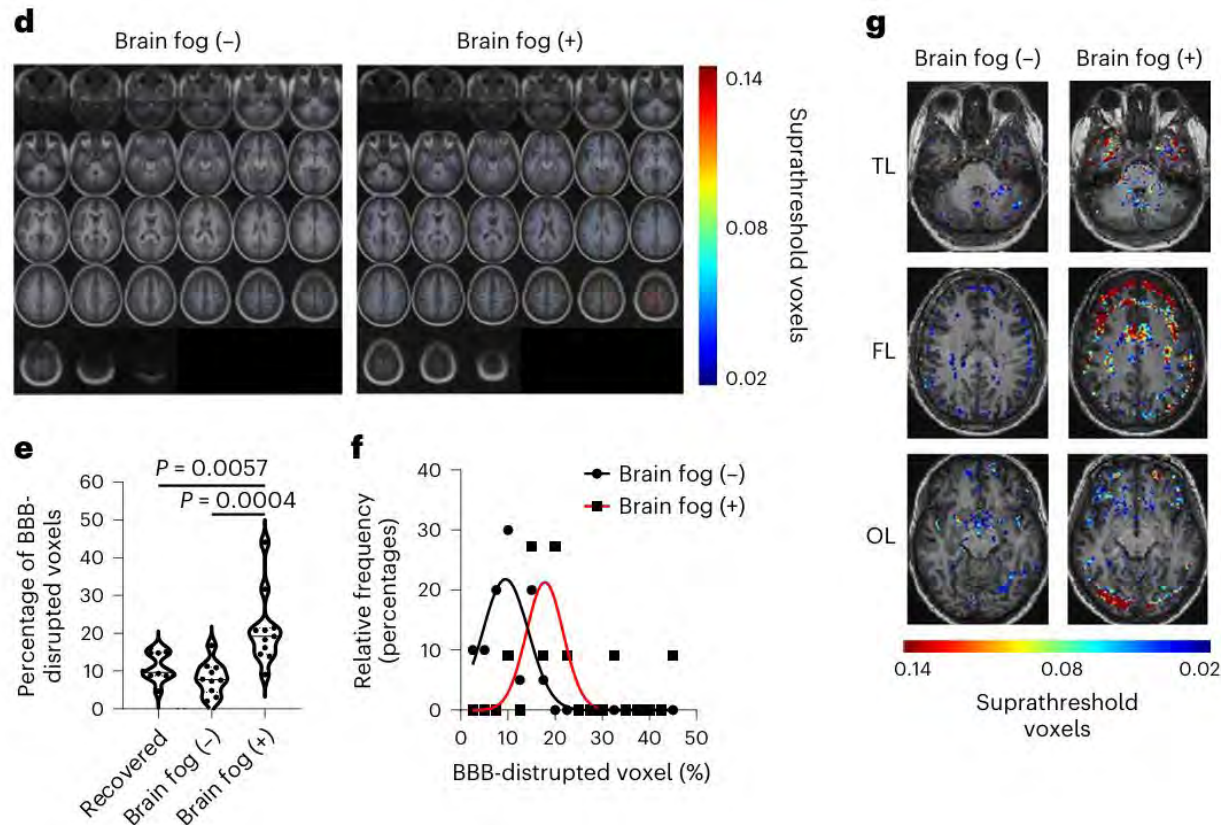 d
Brain fog (–)
Brain fog (+)
0.14
0.08
0.02
Suprathreshold voxels
e
P = 0.0057
P = 0.0004
60
50
40
30
20
10
0
Percentage of BBB-
disrupted voxels
Recovered
Brain fog (–)
Brain fog (+)
f
Brain fog (–)
Brain fog (+)
40
30
20
10
0
Relative frequency
(percentages)
0 10 20 30 40 50
BBB-distrupted voxel (%)
g
Brain fog (–) Brain fog (+)
TL
FL
OL
0.14 0.08 0.02
Suprathreshold
voxels